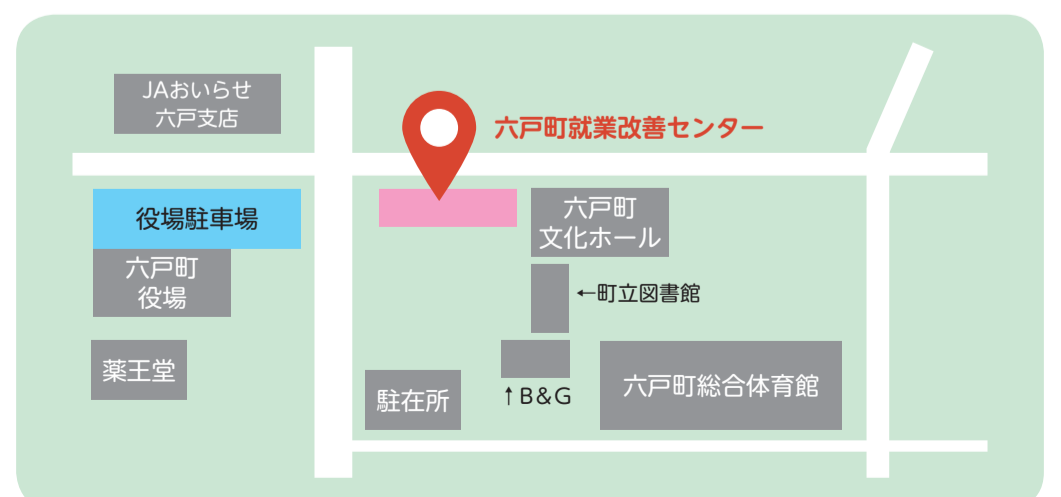 JAおいらせ
六戸支店
六戸町就業改善センター
役場駐車場
六戸町
文化ホール
六戸町
役場
←町立図書館
薬王堂
駐在所
↑B&G
六戸町総合体育館